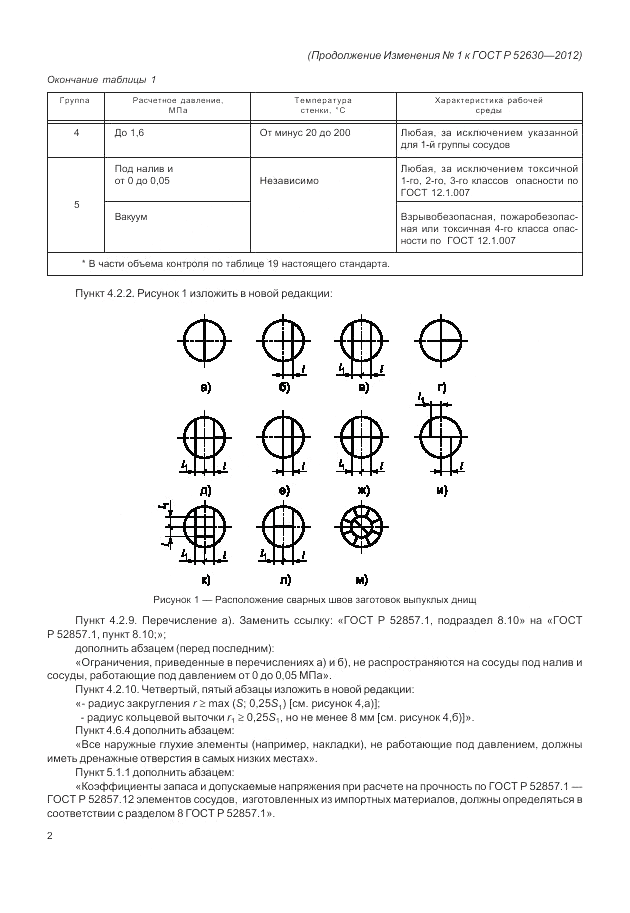 (Продолжение Изменения № 1 к ГОСТ Р 52630—2012)
Окончание таблицы 1
Группа
Расчетное давление,
МПа
Температура
стенки, °С
Характеристика рабочей
среды
4
До 1,6
От минус 20 до 200
Любая, за исключением указанной
для 1-й группы сосудов
5
Под налив и
от 0 до 0,05
Независимо
Любая, за исключением токсичной
1-го, 2-го, 3-го классов опасности по
ГОСТ 12.1.007
Вакуум
Взрывобезопасная, пожаробезопас-
ная или токсичная 4-го класса опас-
ности по ГОСТ 12.1.007
* В части объема контроля по таблице 19 настоящего стандарта.
Пункт 4.2.2. Рисунок 1 изложить в новой редакции:
l l₁ l
а) б) в) г)
l₁
l₁ l l l₁ l l
д) е) ж) и)
l₁
l
l₁ l l₁ l
к) л) м)
Рисунок 1 — Расположение сварных швов заготовок выпуклых днищ
Пункт 4.2.9. Перечисление а). Заменить ссылку: «ГОСТ Р 52857.1, подраздел 8.10» на «ГОСТ
Р 52857.1, пункт 8.10;»;
дополнить абзацем (перед последним):
«Ограничения, приведенные в перечислениях а) и б), не распространяются на сосуды под налив и
сосуды, работающие под давлением от 0 до 0,05 МПа».
Пункт 4.2.10. Четвертый, пятый абзацы изложить в новой редакции:
«- радиус закругления r ≥ max (S; 0,25S₁) [см. рисунок 4,а)];
- радиус кольцевой выточки r₁ ≥ 0,25S₁, но не менее 8 мм [см. рисунок 4,б)]».
Пункт 4.6.4 дополнить абзацем:
«Все наружные глухие элементы (например, накладки), не работающие под давлением, должны
иметь дренажные отверстия в самых низких местах».
Пункт 5.1.1 дополнить абзацем:
«Коэффициенты запаса и допускаемые напряжения при расчете на прочность по ГОСТ Р 52857.1 —
ГОСТ Р 52857.12 элементов сосудов, изготовленных из импортных материалов, должны определяться в
соответствии с разделом 8 ГОСТ Р 52857.1».
2